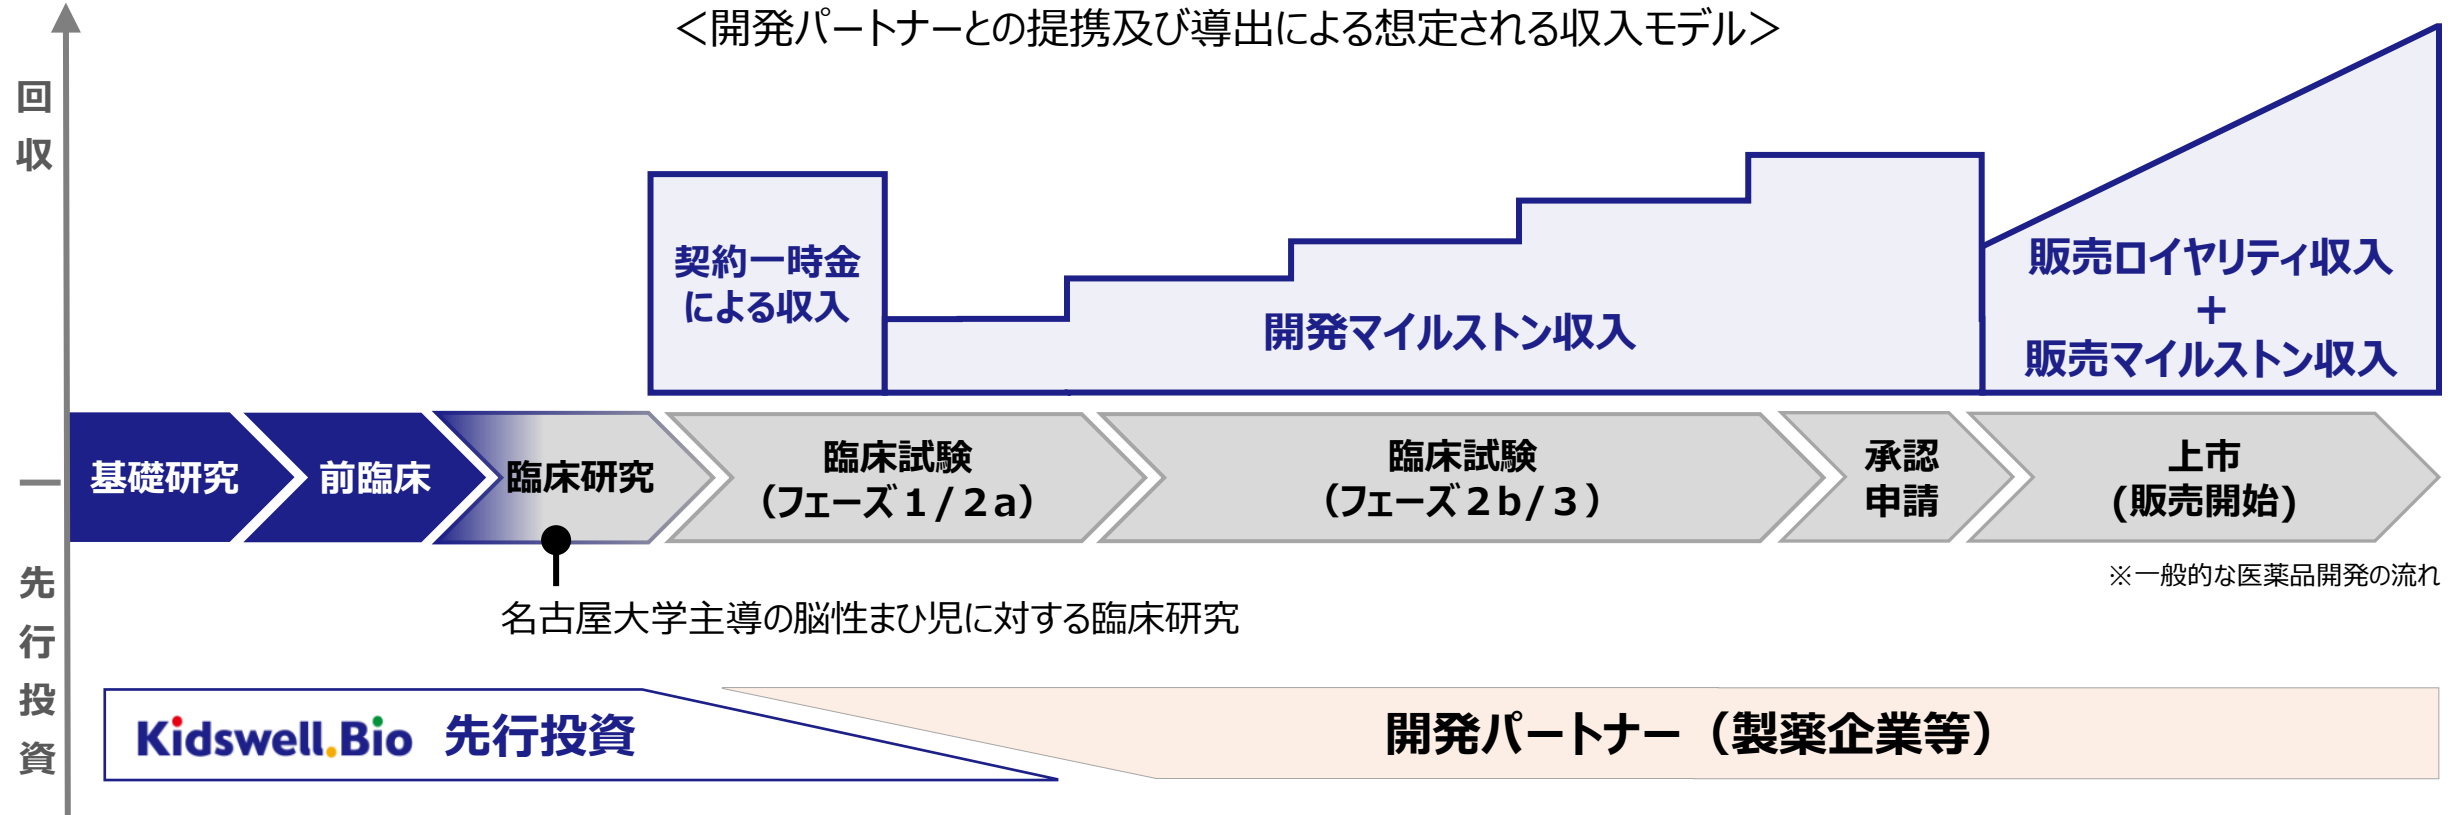 ＜開発パートナーとの提携及び導出による想定される収入モデル＞
回収
契約一時金
による収入
開発マイルストン収入
販売ロイヤリティ収入
+
販売マイルストン収入
基礎研究
前臨床
臨床研究
臨床試験
（フェーズ１/２a）
臨床試験
（フェーズ２b/３）
承認
申請
上市
(販売開始)
※一般的な医薬品開発の流れ
名古屋大学主導の脳性まひ児に対する臨床研究
先行投資
Kidswell.Bio 先行投資
開発パートナー（製薬企業等）